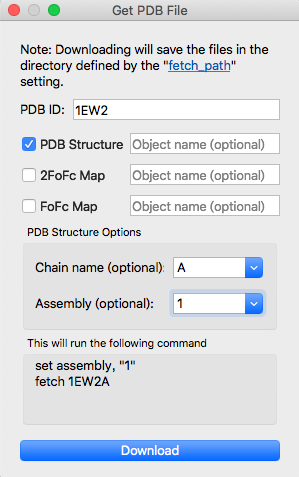 Get PDB File
Note: Downloading will save the files in the
directory defined by the "fetch_path"
setting.
PDB ID: 1EW2
PDB Structure Object name (optional)
2FoFc Map Object name (optional)
FoFc Map Object name (optional)
PDB Structure Options
Chain name (optional): A
Assembly (optional): 1
This will run the following command
set assembly, "1"
fetch 1EW2A
Download